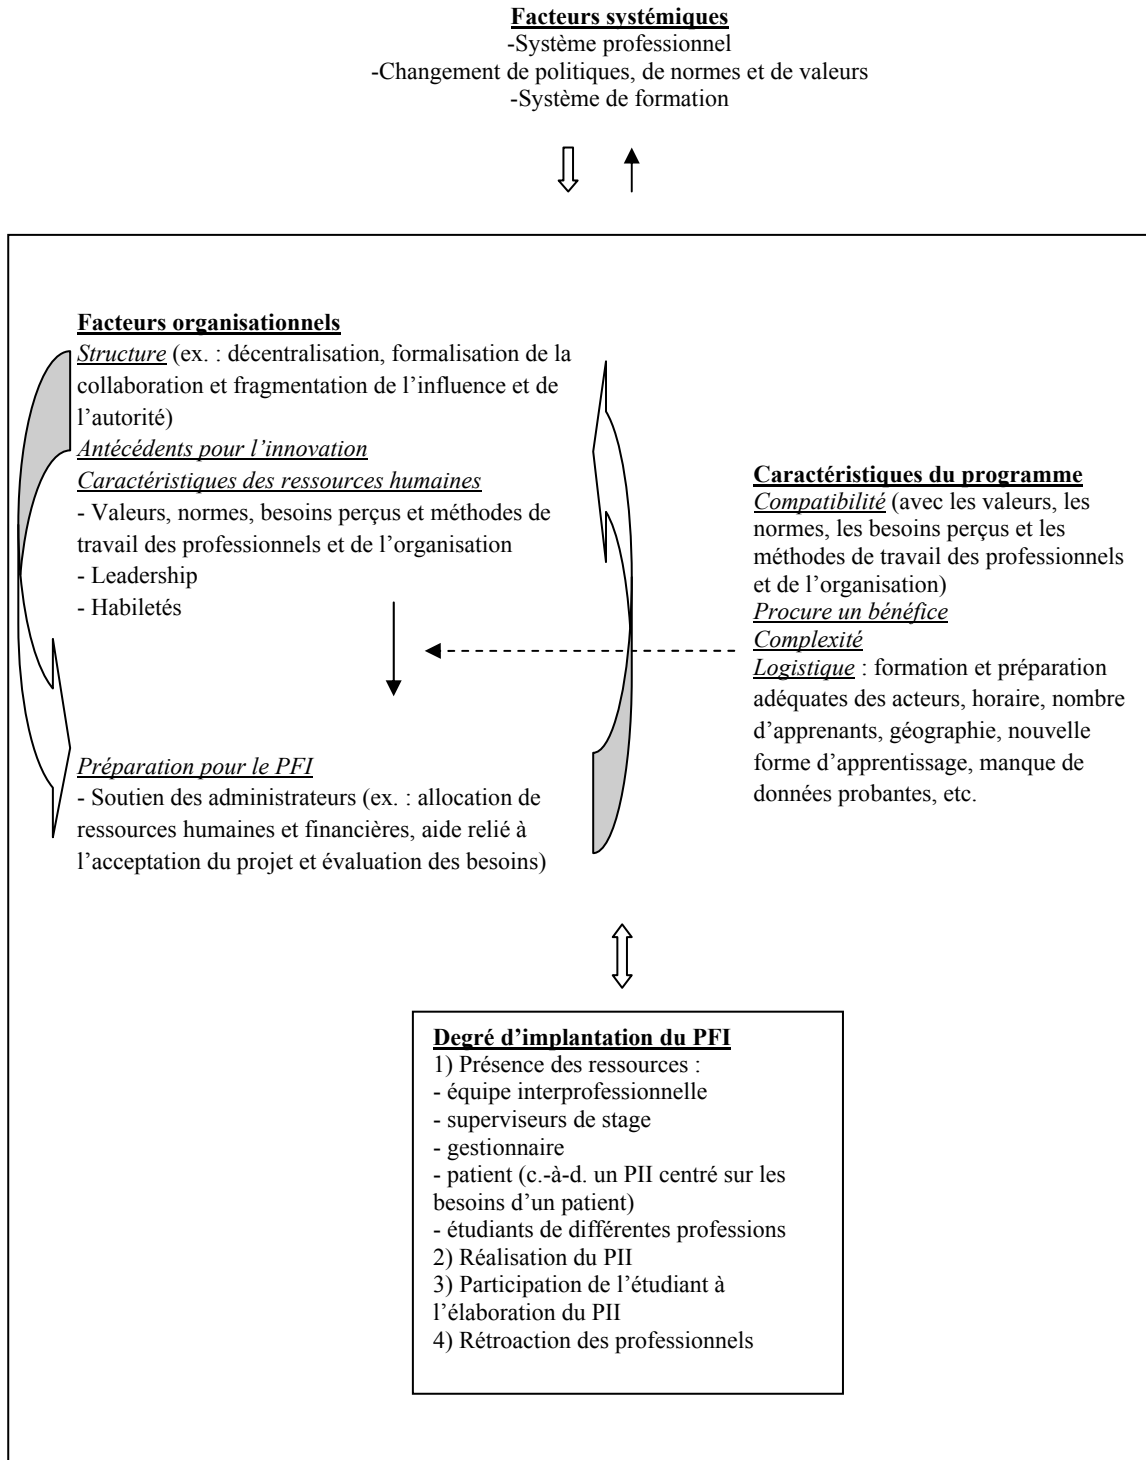 Facteurs systémiques
-Système professionnel
-Changement de politiques, de normes et de valeurs
-Système de formation
Facteurs organisationnels
Structure (ex. : décentralisation, formalisation de la
collaboration et fragmentation de l’influence et de
l’autorité)
Antécédents pour l’innovation
Caractéristiques des ressources humaines
- Valeurs, normes, besoins perçus et méthodes de
travail des professionnels et de l’organisation
- Leadership
- Habiletés
Préparation pour le PFI
- Soutien des administrateurs (ex. : allocation de
ressources humaines et financières, aide relié à
l’acceptation du projet et évaluation des besoins)
Caractéristiques du programme
Compatibilité (avec les valeurs, les
normes, les besoins perçus et les
méthodes de travail des professionnels
et de l’organisation)
Procure un bénéfice
Complexité
Logistique : formation et préparation
adéquates des acteurs, horaire, nombre
d’apprenants, géographie, nouvelle
forme d’apprentissage, manque de
données probantes, etc.
Degré d’implantation du PFI
1) Présence des ressources :
- équipe interprofessionnelle
- superviseurs de stage
- gestionnaire
- patient (c.-à-d. un PII centré sur les
besoins d’un patient)
- étudiants de différentes professions
2) Réalisation du PII
3) Participation de l’étudiant à
l’élaboration du PII
4) Rétroaction des professionnels